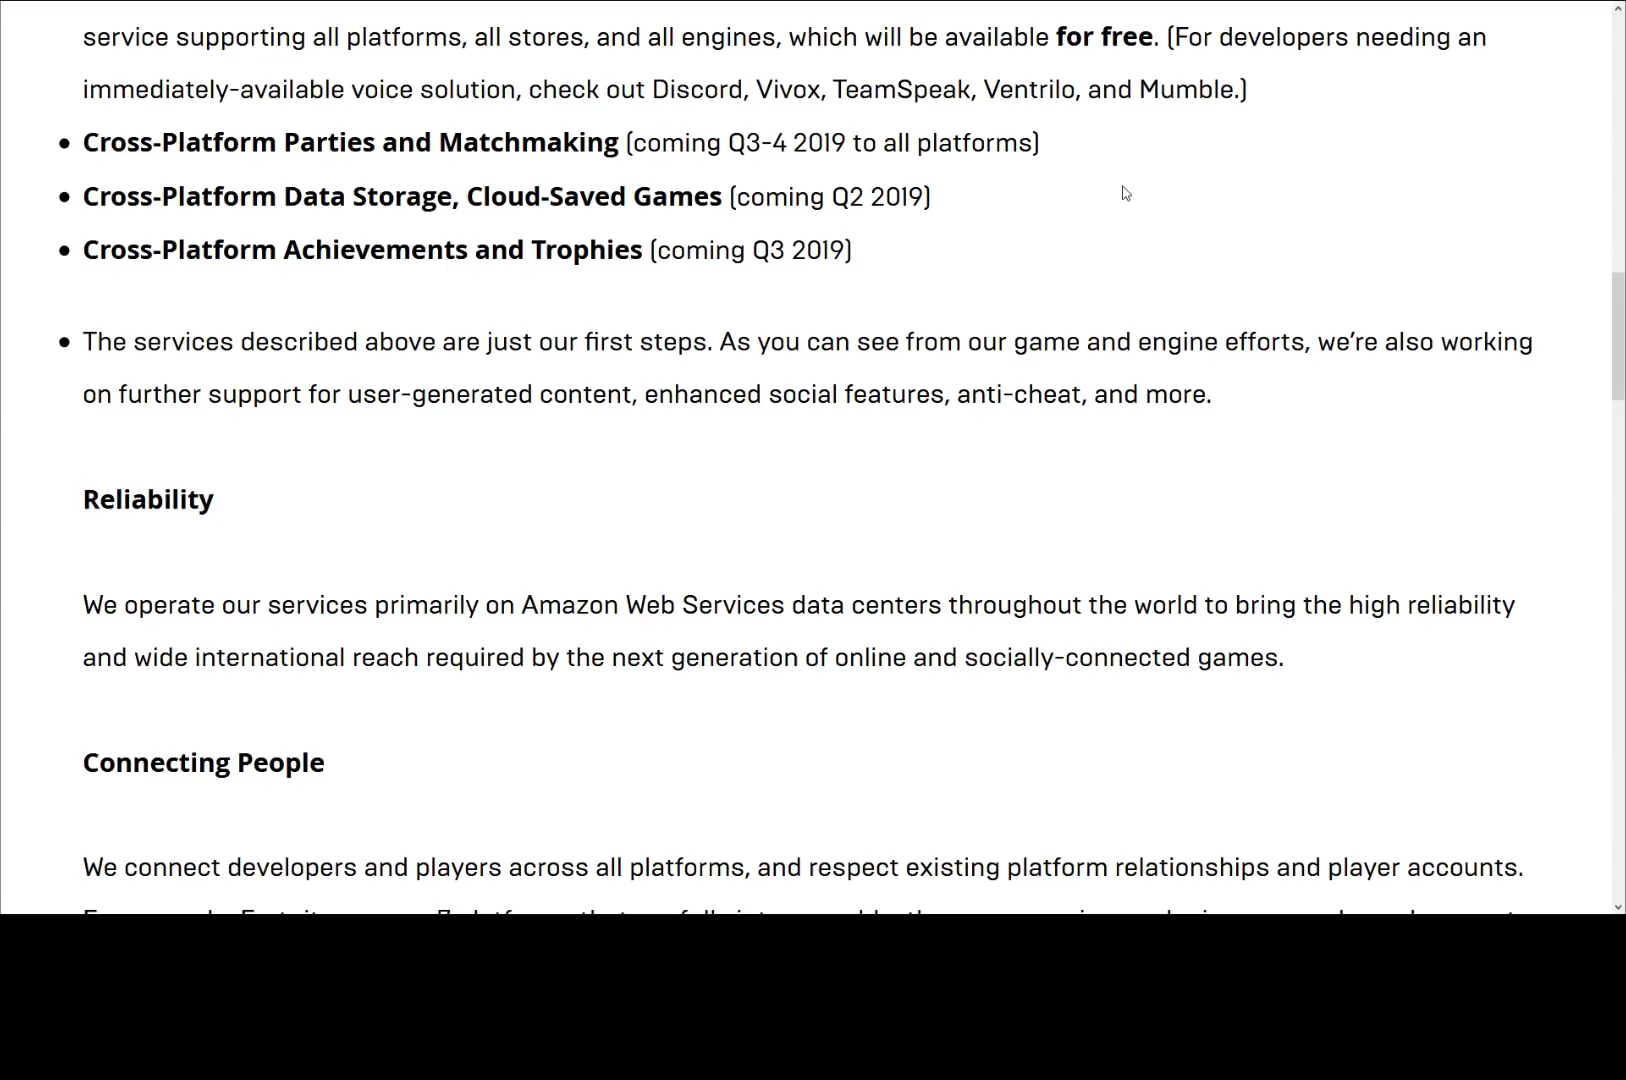 service supporting all platforms, all stores, and all engines, which will be available for free. (For developers needing an
immediately-available voice solution, check out Discord, Vivox, TeamSpeak, Ventrilo, and Mumble.)
Cross-Platform Parties and Matchmaking (coming Q3-4 2019 to all platforms)
Cross-Platform Data Storage, Cloud-Saved Games (coming Q2 2019)
Cross-Platform Achievements and Trophies (coming Q3 2019)
The services described above are just our first steps. As you can see from our game and engine efforts, we’re also working
on further support for user-generated content, enhanced social features, anti-cheat, and more.
Reliability
We operate our services primarily on Amazon Web Services data centers throughout the world to bring the high reliability
and wide international reach required by the next generation of online and socially-connected games.
Connecting People
We connect developers and players across all platforms, and respect existing platform relationships and player accounts.